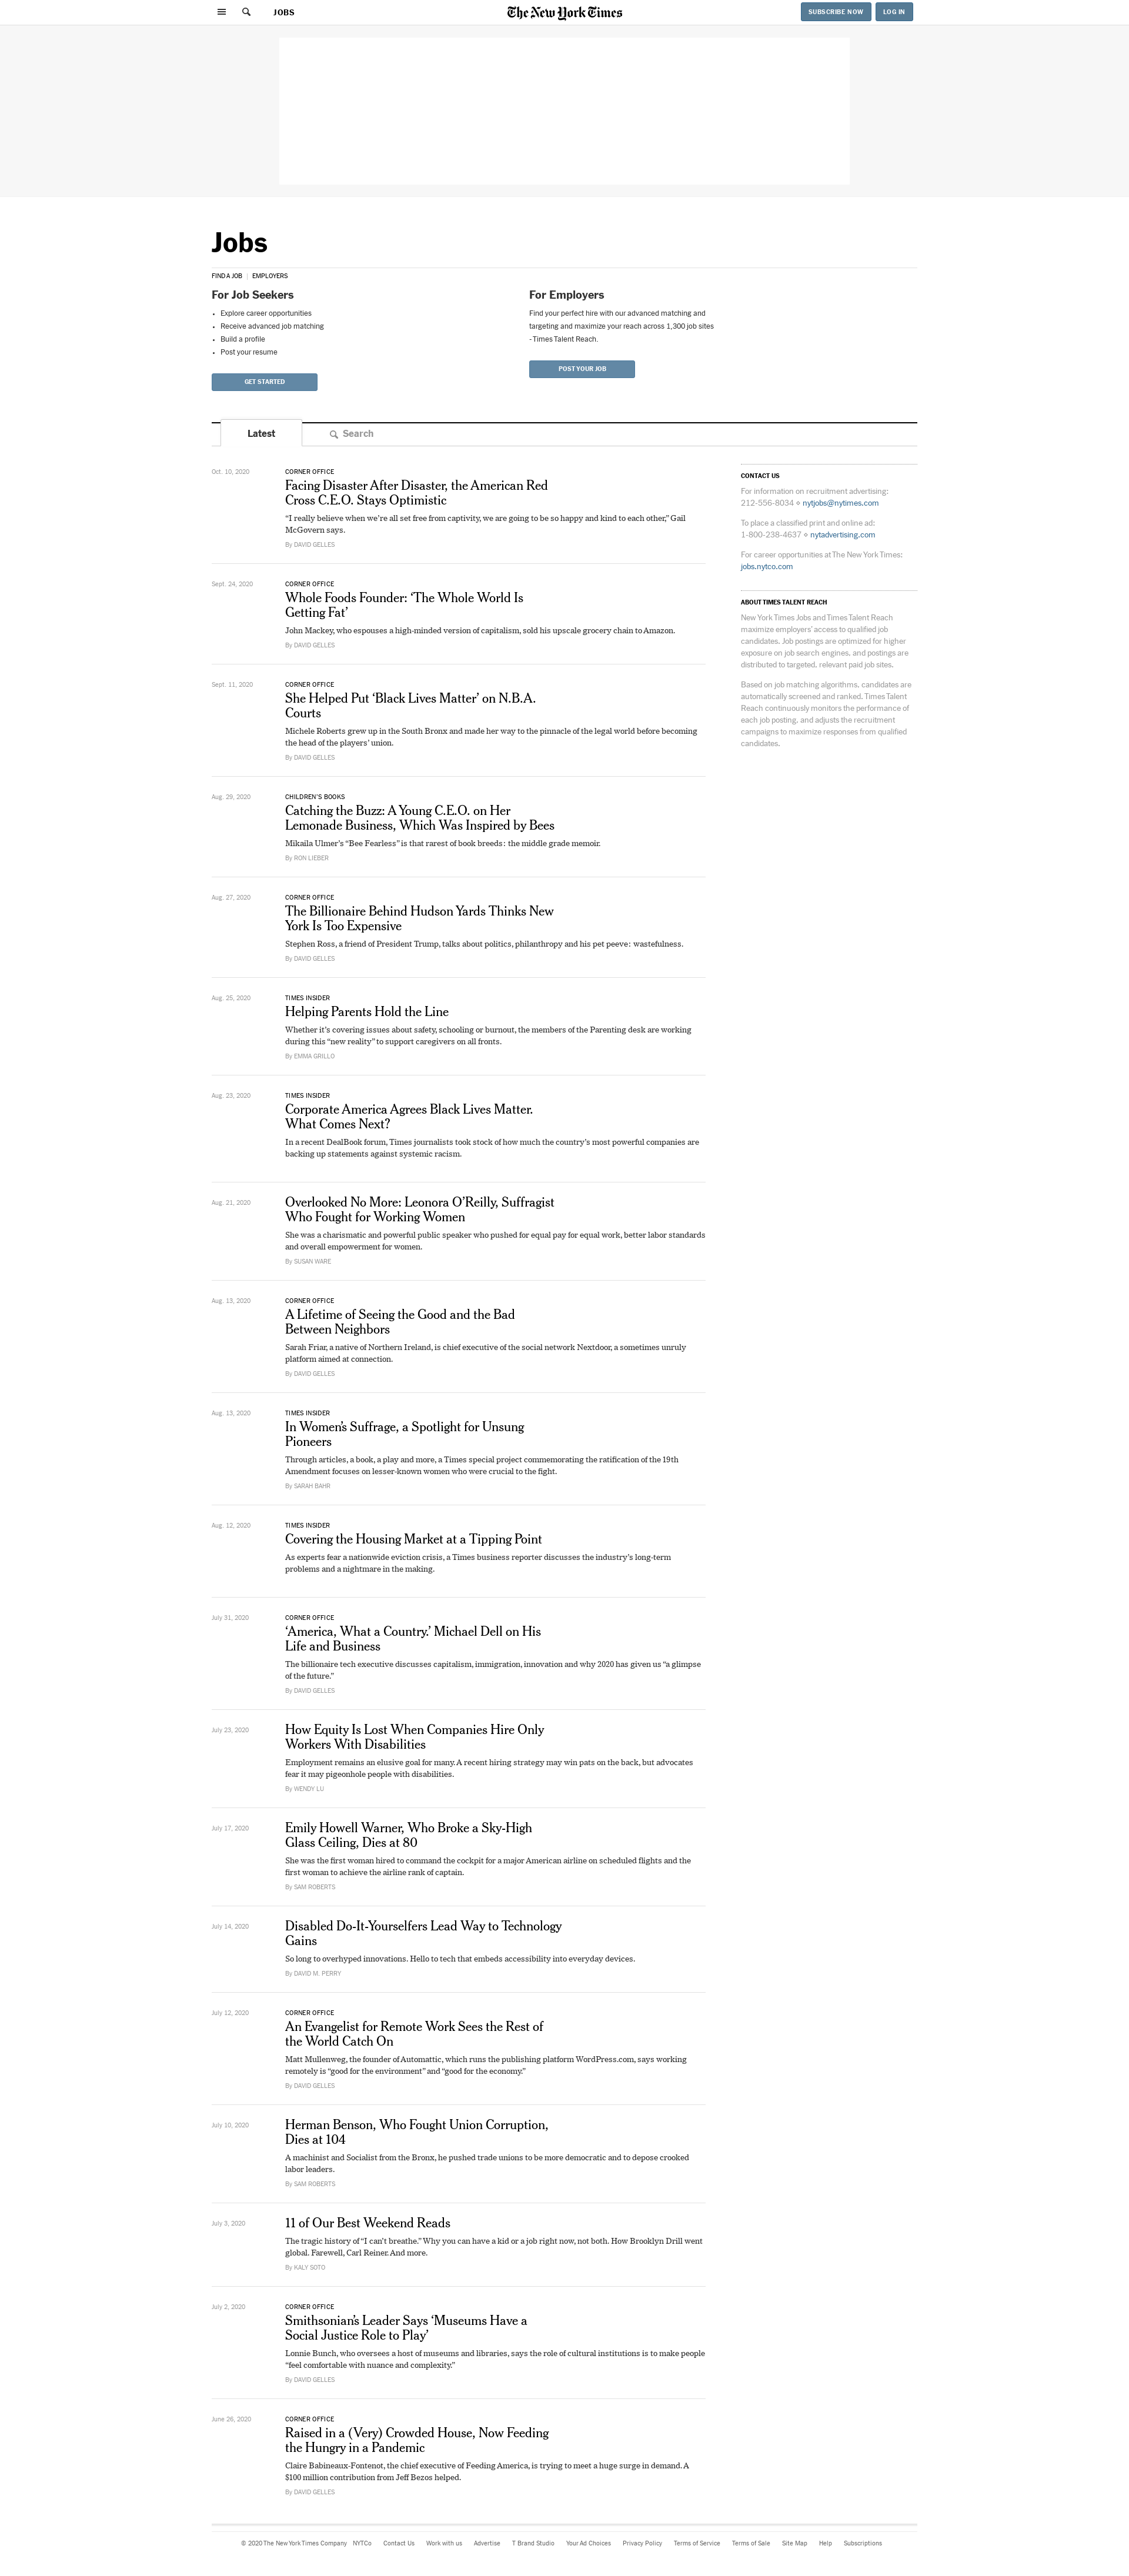 JOBS
The New York Times
SUBSCRIBE NOW
LOG IN
Jobs
FIND A JOB | EMPLOYERS
For Job Seekers
• Explore career opportunities
• Receive advanced job matching
• Build a profile
• Post your resume
GET STARTED
For Employers
Find your perfect hire with our advanced matching and
targeting and maximize your reach across 1,300 job sites
- Times Talent Reach.
POST YOUR JOB
Latest
Search
Oct. 10, 2020
CORNER OFFICE
Facing Disaster After Disaster, the American Red
Cross C.E.O. Stays Optimistic
“I really believe when we’re all set free from captivity, we are going to be so happy and kind to each other,” Gail
McGovern says.
By DAVID GELLES
Sept. 24, 2020
CORNER OFFICE
Whole Foods Founder: ‘The Whole World Is
Getting Fat’
John Mackey, who espouses a high-minded version of capitalism, sold his upscale grocery chain to Amazon.
By DAVID GELLES
Sept. 11, 2020
CORNER OFFICE
She Helped Put ‘Black Lives Matter’ on N.B.A.
Courts
Michele Roberts grew up in the South Bronx and made her way to the pinnacle of the legal world before becoming
the head of the players’ union.
By DAVID GELLES
Aug. 29, 2020
CHILDREN’S BOOKS
Catching the Buzz: A Young C.E.O. on Her
Lemonade Business, Which Was Inspired by Bees
Mikaila Ulmer’s “Bee Fearless” is that rarest of book breeds: the middle grade memoir.
By RON LIEBER
Aug. 27, 2020
CORNER OFFICE
The Billionaire Behind Hudson Yards Thinks New
York Is Too Expensive
Stephen Ross, a friend of President Trump, talks about politics, philanthropy and his pet peeve: wastefulness.
By DAVID GELLES
Aug. 25, 2020
TIMES INSIDER
Helping Parents Hold the Line
Whether it’s covering issues about safety, schooling or burnout, the members of the Parenting desk are working
during this “new reality” to support caregivers on all fronts.
By EMMA GRILLO
Aug. 23, 2020
TIMES INSIDER
Corporate America Agrees Black Lives Matter.
What Comes Next?
In a recent DealBook forum, Times journalists took stock of how much the country’s most powerful companies are
backing up statements against systemic racism.
Aug. 21, 2020
Overlooked No More: Leonora O’Reilly, Suffragist
Who Fought for Working Women
She was a charismatic and powerful public speaker who pushed for equal pay for equal work, better labor standards
and overall empowerment for women.
By SUSAN WARE
Aug. 13, 2020
CORNER OFFICE
A Lifetime of Seeing the Good and the Bad
Between Neighbors
Sarah Friar, a native of Northern Ireland, is chief executive of the social network Nextdoor, a sometimes unruly
platform aimed at connection.
By DAVID GELLES
Aug. 13, 2020
TIMES INSIDER
In Women’s Suffrage, a Spotlight for Unsung
Pioneers
Through articles, a book, a play and more, a Times special project commemorating the ratification of the 19th
Amendment focuses on lesser-known women who were crucial to the fight.
By SARAH BAHR
Aug. 12, 2020
TIMES INSIDER
Covering the Housing Market at a Tipping Point
As experts fear a nationwide eviction crisis, a Times business reporter discusses the industry’s long-term
problems and a nightmare in the making.
July 31, 2020
CORNER OFFICE
‘America, What a Country.’ Michael Dell on His
Life and Business
The billionaire tech executive discusses capitalism, immigration, innovation and why 2020 has given us “a glimpse
of the future.”
By DAVID GELLES
July 23, 2020
How Equity Is Lost When Companies Hire Only
Workers With Disabilities
Employment remains an elusive goal for many. A recent hiring strategy may win pats on the back, but advocates
fear it may pigeonhole people with disabilities.
By WENDY LU
July 17, 2020
Emily Howell Warner, Who Broke a Sky-High
Glass Ceiling, Dies at 80
She was the first woman hired to command the cockpit for a major American airline on scheduled flights and the
first woman to achieve the airline rank of captain.
By SAM ROBERTS
July 14, 2020
Disabled Do-It-Yourselfers Lead Way to Technology
Gains
So long to overhyped innovations. Hello to tech that embeds accessibility into everyday devices.
By DAVID M. PERRY
July 12, 2020
CORNER OFFICE
An Evangelist for Remote Work Sees the Rest of
the World Catch On
Matt Mullenweg, the founder of Automattic, which runs the publishing platform WordPress.com, says working
remotely is “good for the environment” and “good for the economy.”
By DAVID GELLES
July 10, 2020
Herman Benson, Who Fought Union Corruption,
Dies at 104
A machinist and Socialist from the Bronx, he pushed trade unions to be more democratic and to depose crooked
labor leaders.
By SAM ROBERTS
July 3, 2020
11 of Our Best Weekend Reads
The tragic history of “I can’t breathe.” Why you can have a kid or a job right now, not both. How Brooklyn Drill went
global. Farewell, Carl Reiner. And more.
By KALY SOTO
July 2, 2020
CORNER OFFICE
Smithsonian’s Leader Says ‘Museums Have a
Social Justice Role to Play’
Lonnie Bunch, who oversees a host of museums and libraries, says the role of cultural institutions is to make people
“feel comfortable with nuance and complexity.”
By DAVID GELLES
June 26, 2020
CORNER OFFICE
Raised in a (Very) Crowded House, Now Feeding
the Hungry in a Pandemic
Claire Babineaux-Fontenot, the chief executive of Feeding America, is trying to meet a huge surge in demand. A
$100 million contribution from Jeff Bezos helped.
By DAVID GELLES
CONTACT US
For information on recruitment advertising:
212-556-8034 ⋄ nytjobs@nytimes.com
To place a classified print and online ad:
1-800-238-4637 ⋄ nytadvertising.com
For career opportunities at The New York Times:
jobs.nytco.com
ABOUT TIMES TALENT REACH
New York Times Jobs and Times Talent Reach
maximize employers’ access to qualified job
candidates. Job postings are optimized for higher
exposure on job search engines, and postings are
distributed to targeted, relevant paid job sites.
Based on job matching algorithms, candidates are
automatically screened and ranked. Times Talent
Reach continuously monitors the performance of
each job posting, and adjusts the recruitment
campaigns to maximize responses from qualified
candidates.
© 2020 The New York Times Company NYTCo Contact Us Work with us Advertise T Brand Studio Your Ad Choices Privacy Policy Terms of Service Terms of Sale Site Map Help Subscriptions